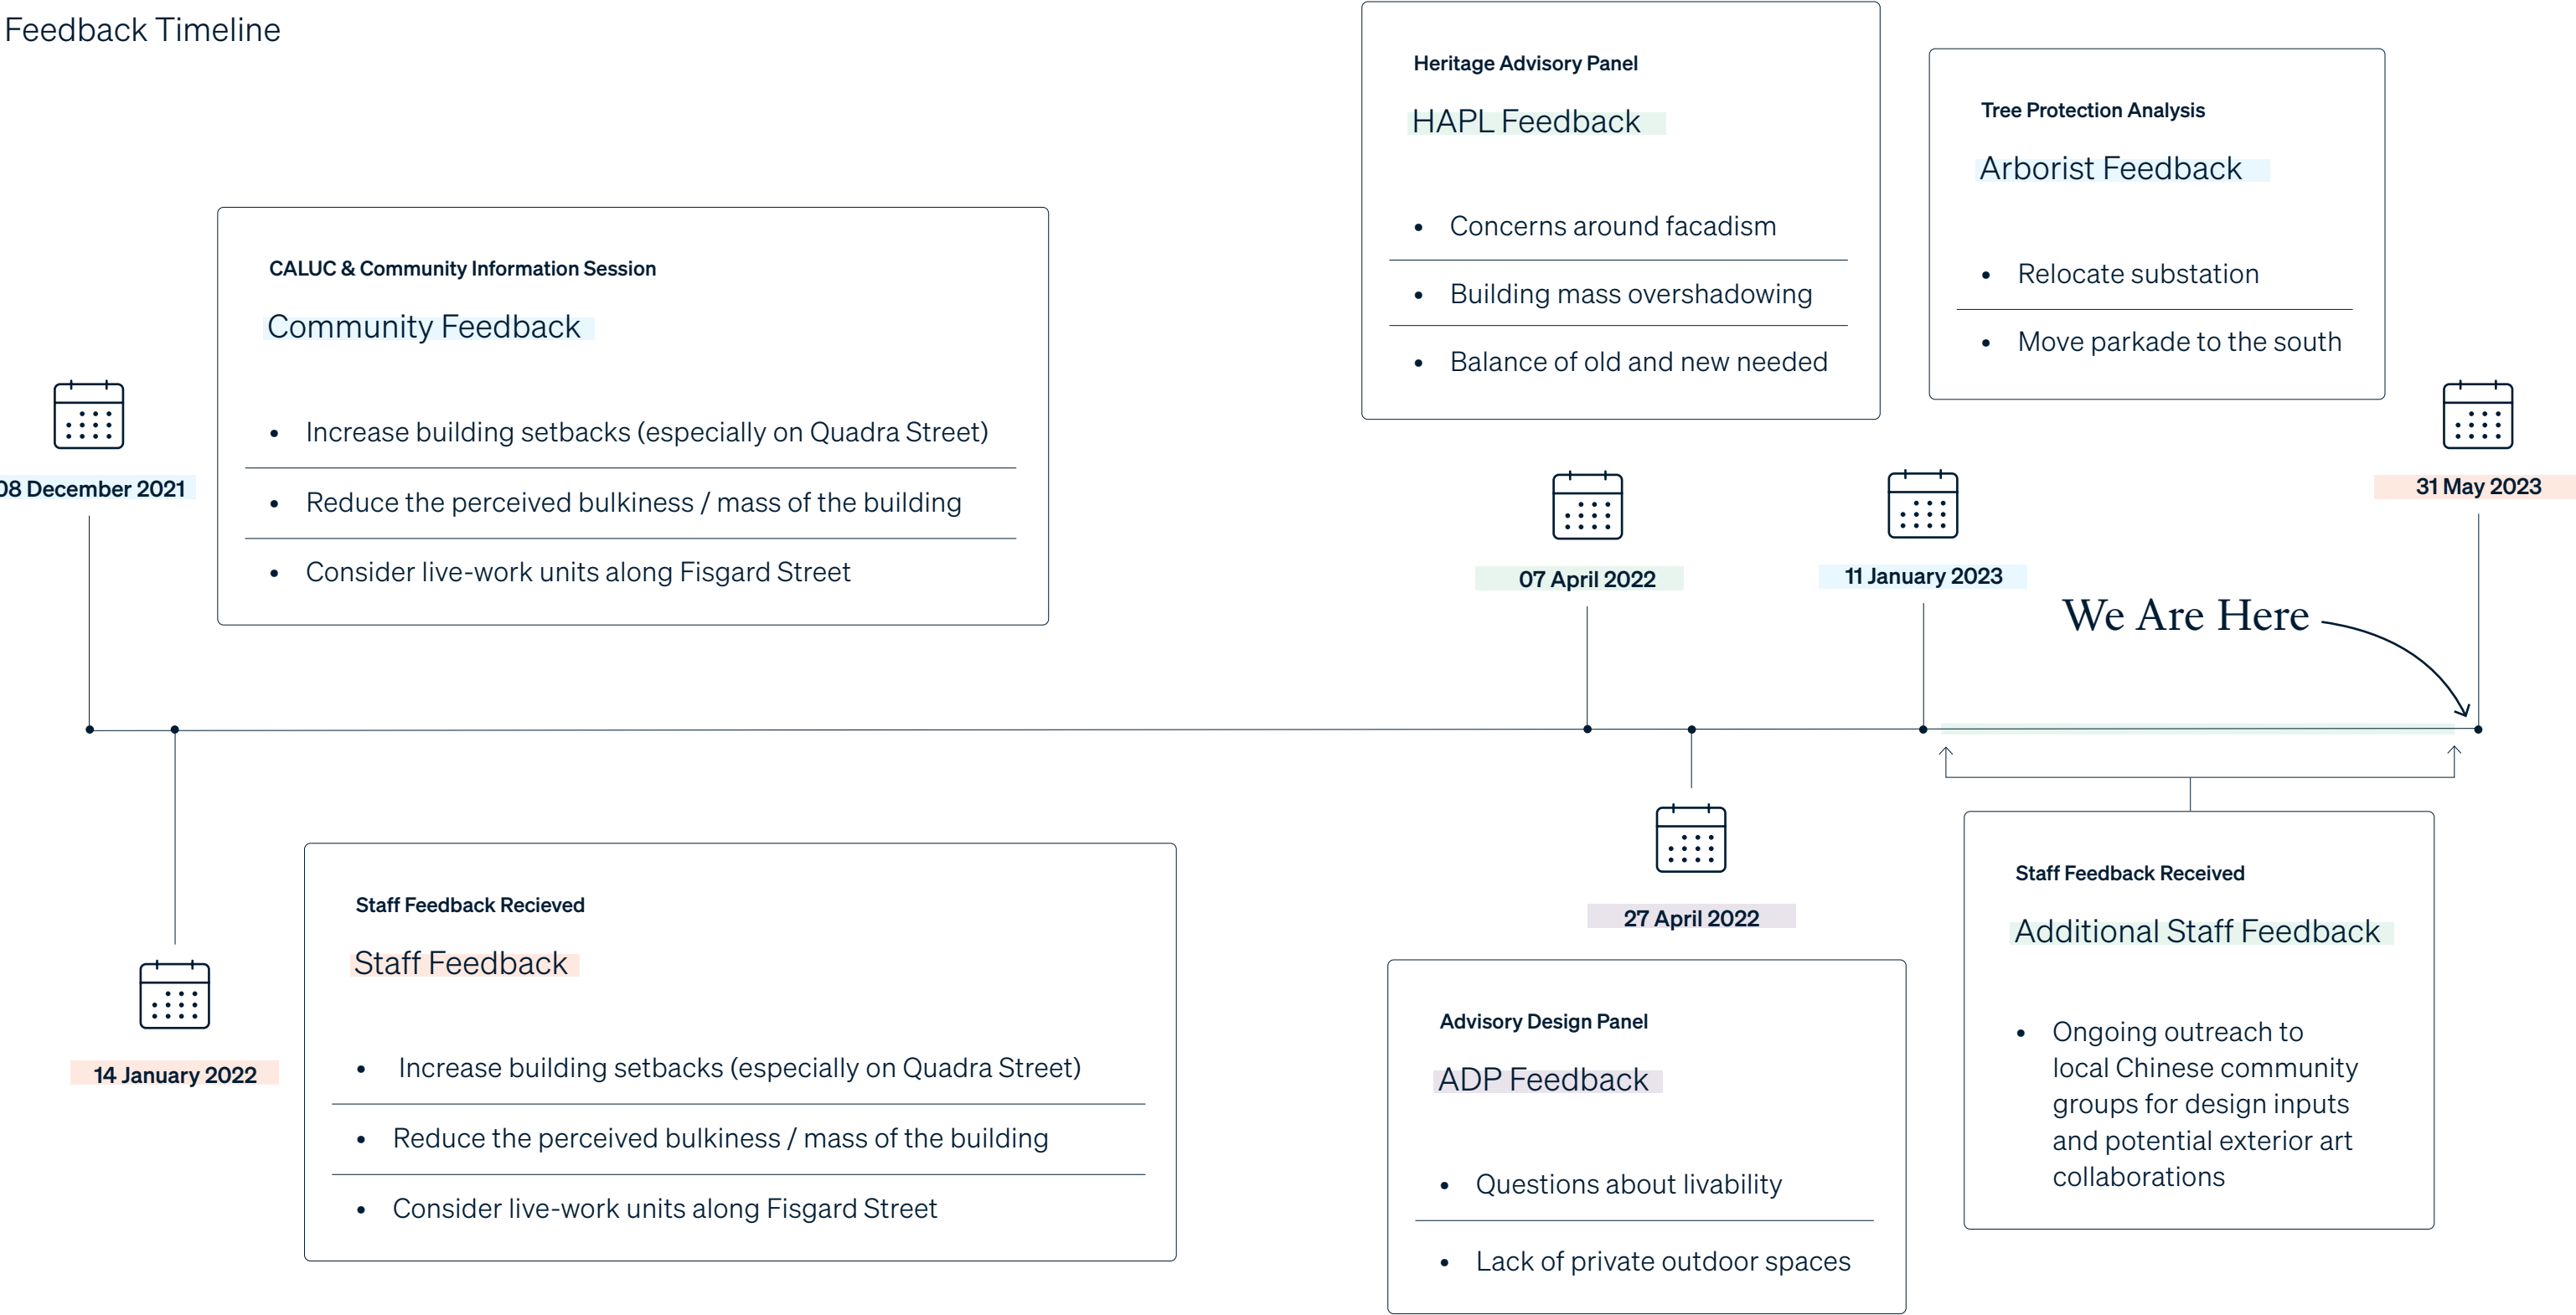 Feedback Timeline
08 December 2021
CALUC & Community Information Session
Community Feedback
• Increase building setbacks (especially on Quadra Street)
• Reduce the perceived bulkiness / mass of the building
• Consider live-work units along Fisgard Street
14 January 2022
Staff Feedback Recieved
Staff Feedback
• Increase building setbacks (especially on Quadra Street)
• Reduce the perceived bulkiness / mass of the building
• Consider live-work units along Fisgard Street
Heritage Advisory Panel
HAPL Feedback
• Concerns around facadism
• Building mass overshadowing
• Balance of old and new needed
07 April 2022
27 April 2022
Advisory Design Panel
ADP Feedback
• Questions about livability
• Lack of private outdoor spaces
Tree Protection Analysis
Arborist Feedback
• Relocate substation
• Move parkade to the south
11 January 2023
We Are Here
31 May 2023
Staff Feedback Received
Additional Staff Feedback
• Ongoing outreach to
local Chinese community
groups for design inputs
and potential exterior art
collaborations